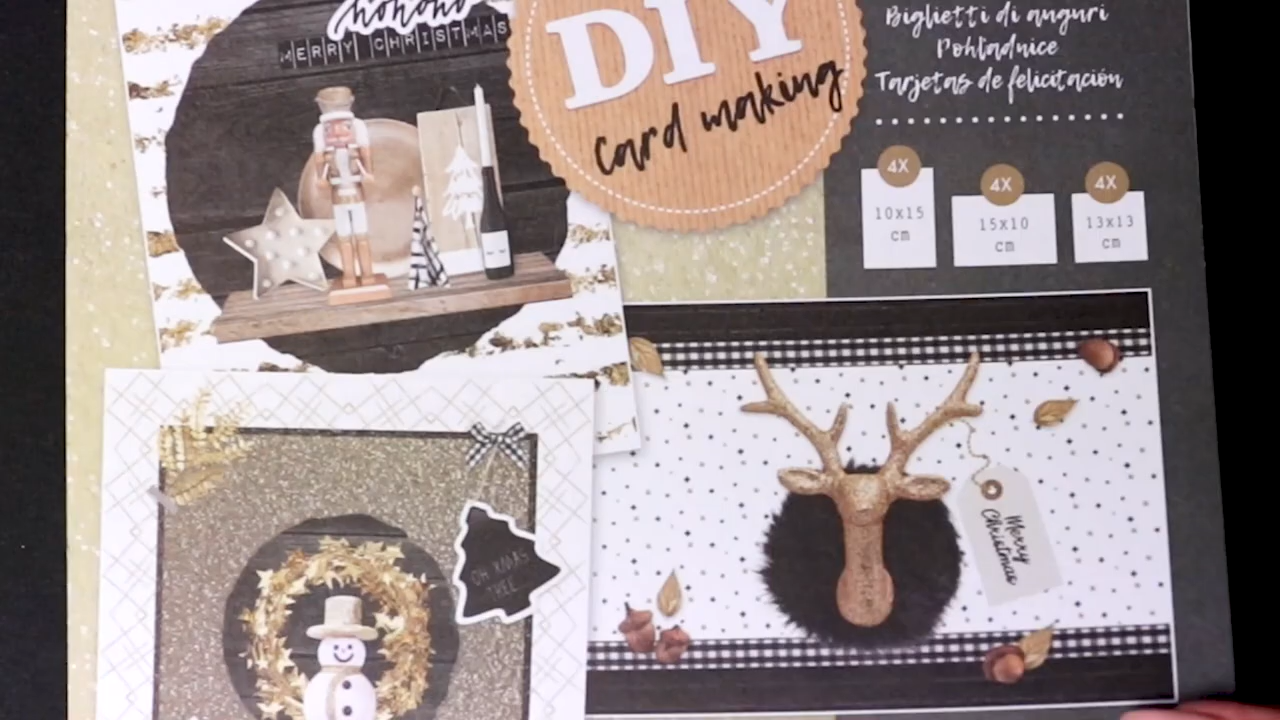 hohoho
MERRY CHRISTMAS
DIY
card making
Biglietti di auguri
Pohľadnice
Tarjetas de felicitación
4X
10x15
cm
4X
15x10
cm
4X
13x13
cm
Merry
Christmas
OH XMAS
TREE